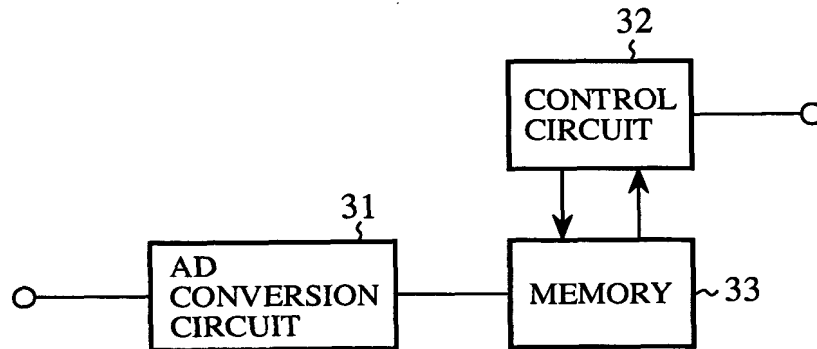 32
CONTROL
CIRCUIT
31
AD
CONVERSION
CIRCUIT
MEMORY
33